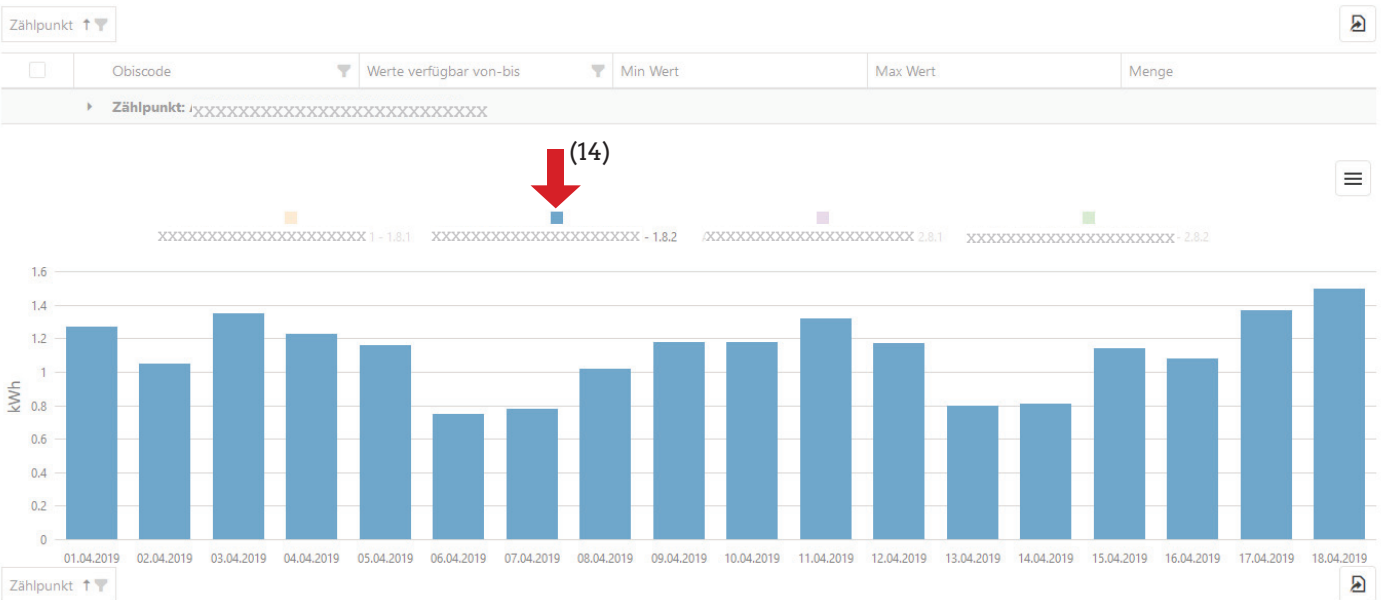 Zählpunkt ↑
Obiscode Werte verfügbar von-bis Min Wert Max Wert Menge
Zählpunkt: XXXXXXXXXXXXXXXXXXXXXXXXXX
(14)
XXXXXXXXXXXXXXXXXXXXX 1 - 1.8.1 XXXXXXXXXXXXXXXXXXXXX - 1.8.2 XXXXXXXXXXXXXXXXXXXXX 2.8.1 XXXXXXXXXXXXXXXXXXXXX - 2.8.2
1.6
1.4
1.2
1
kWh
0.8
0.6
0.4
0.2
0
01.04.2019 02.04.2019 03.04.2019 04.04.2019 05.04.2019 06.04.2019 07.04.2019 08.04.2019 09.04.2019 10.04.2019 11.04.2019 12.04.2019 13.04.2019 14.04.2019 15.04.2019 16.04.2019 17.04.2019 18.04.2019
Zählpunkt ↑